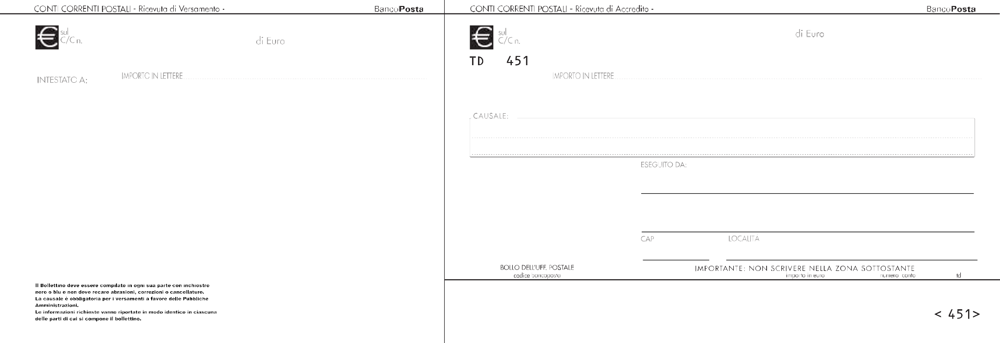 CONTI CORRENTI POSTALI - Ricevuta di Versamento - BancoPosta
€ sul
C/C n.
di Euro
INTESTATO A:
IMPORTO IN LETTERE
Il Bollettino deve essere compilato in ogni sua parte con inchiostro
nero o blu e non deve recare abrasioni, correzioni o cancellature.
La causale è obbligatoria per i versamenti a favore delle Pubbliche
Amministrazioni.
Le informazioni richieste vanno riportate in modo identico in ciascuna
delle parti di cui si compone il bollettino.
CONTI CORRENTI POSTALI - Ricevuta di Accredito - BancoPosta
€ sul
C/C n.
di Euro
TD 451
IMPORTO IN LETTERE
CAUSALE:
ESEGUITO DA:
CAP LOCALITÀ
BOLLO DELL'UFF. POSTALE
codice bancoposta
IMPORTANTE: NON SCRIVERE NELLA ZONA SOTTOSTANTE
importo in euro numero conto td
< 451>